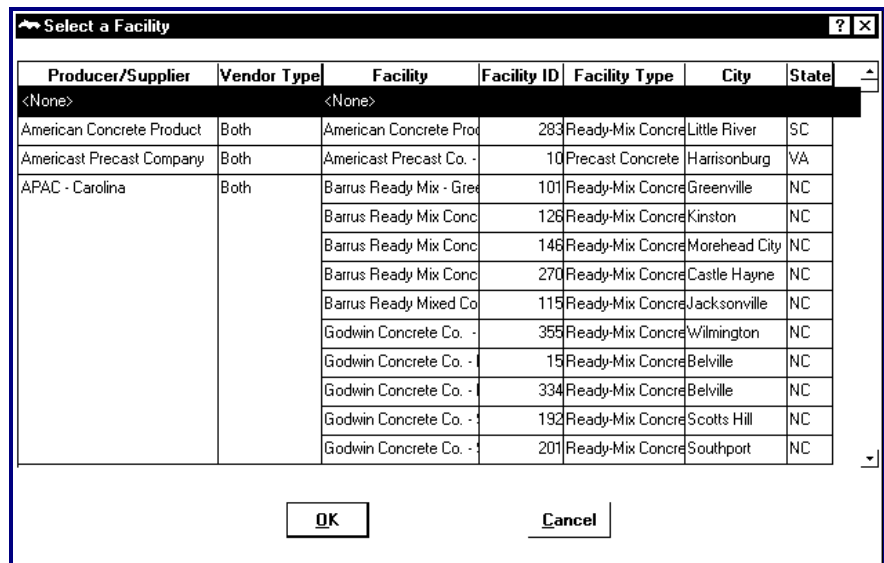 Select a Facility
Producer/Supplier Vendor Type Facility Facility ID Facility Type City State
<None> <None>
American Concrete Product Both American Concrete Prod 283 Ready-Mix Concre Little River SC
Americast Precast Company Both Americast Precast Co. - 10 Precast Concrete Harrisonburg VA
APAC - Carolina Both Barrus Ready Mix - Gree 101 Ready-Mix Concre Greenville NC
Barrus Ready Mix Conc 126 Ready-Mix Concre Kinston NC
Barrus Ready Mix Conc 146 Ready-Mix Concre Morehead City NC
Barrus Ready Mix Conc 270 Ready-Mix Concre Castle Hayne NC
Barrus Ready Mixed Co 115 Ready-Mix Concre Jacksonville NC
Godwin Concrete Co. - 355 Ready-Mix Concre Wilmington NC
Godwin Concrete Co. - 15 Ready-Mix Concre Belville NC
Godwin Concrete Co. - 334 Ready-Mix Concre Belville NC
Godwin Concrete Co. - 192 Ready-Mix Concre Scotts Hill NC
Godwin Concrete Co. - 201 Ready-Mix Concre Southport NC
OK Cancel